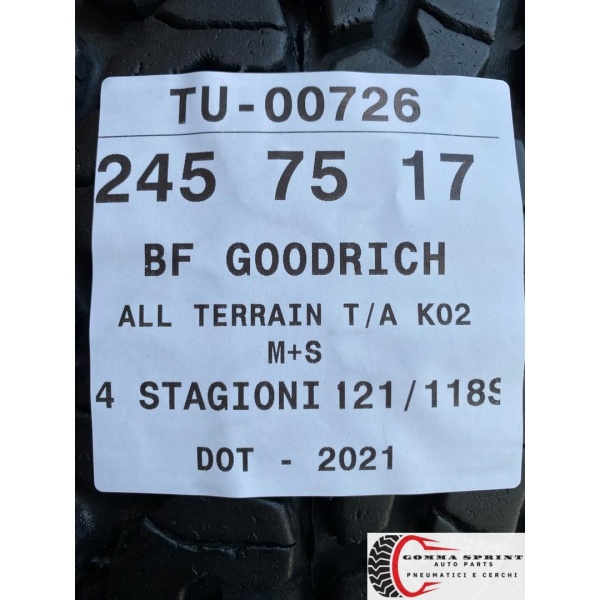 TU-00726
245 75 17
BF GOODRICH
ALL TERRAIN T/A KO2
M+S
4 STAGIONI 121/118S
DOT - 2021
GOMMA SPRINT
AUTO PARTS
PNEUMATICI E CERCHI